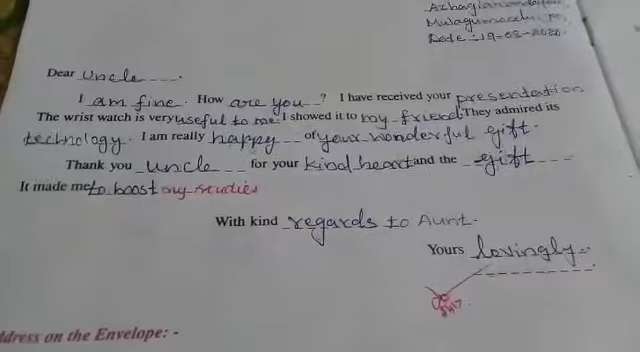 Date : 19-08-2020
Dear Uncle
I am fine. How are you ? I have received your presentation
The wrist watch is very useful to me. I showed it to my friend. They admired its
technology. I am really happy of your wonderful gift.
Thank you uncle for your kind heart and the gift
It made me to boost my studies
With kind regards to Aunt.
Yours lovingly
ddress on the Envelope: -